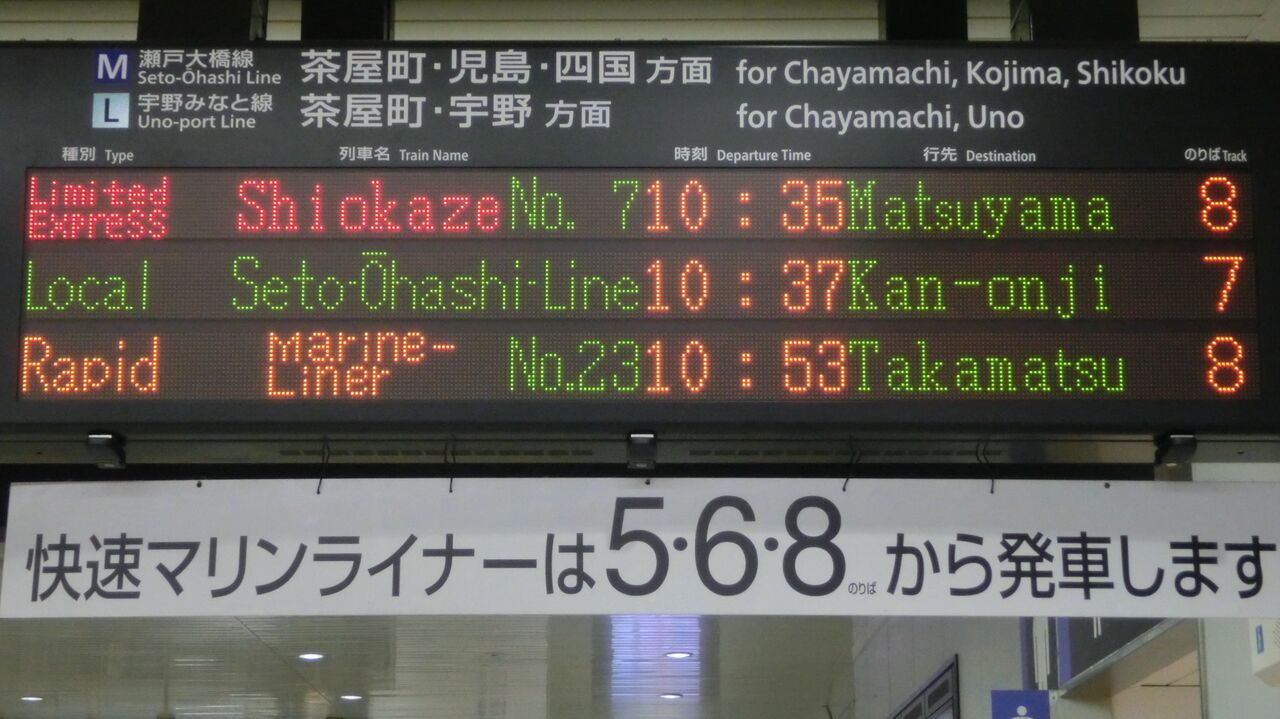 M 瀬戸大橋線 Seto-Ōhashi Line 茶屋町・児島・四国 方面 for Chayamachi, Kojima, Shikoku
L 宇野みなと線 Uno-port Line 茶屋町・宇野 方面 for Chayamachi, Uno
種別 Type 列車名 Train Name 時刻 Departure Time 行先 Destination のりば Track
Limited Express Shiokaze No. 7 10:35 Matsuyama 8
Local Seto-Ōhashi-Line 10:37 Kan-onji 7
Rapid Marine-Liner No.23 10:53 Takamatsu 8
快速マリンライナーは5・6・8のりばから発車します